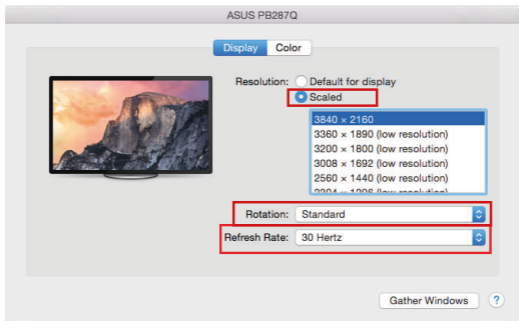 ASUS PB287Q
Display Color
Resolution: Default for display
Scaled
3840 × 2160
3360 × 1890 (low resolution)
3200 × 1800 (low resolution)
3008 × 1692 (low resolution)
2560 × 1440 (low resolution)
Rotation: Standard
Refresh Rate: 30 Hertz
Gather Windows ?